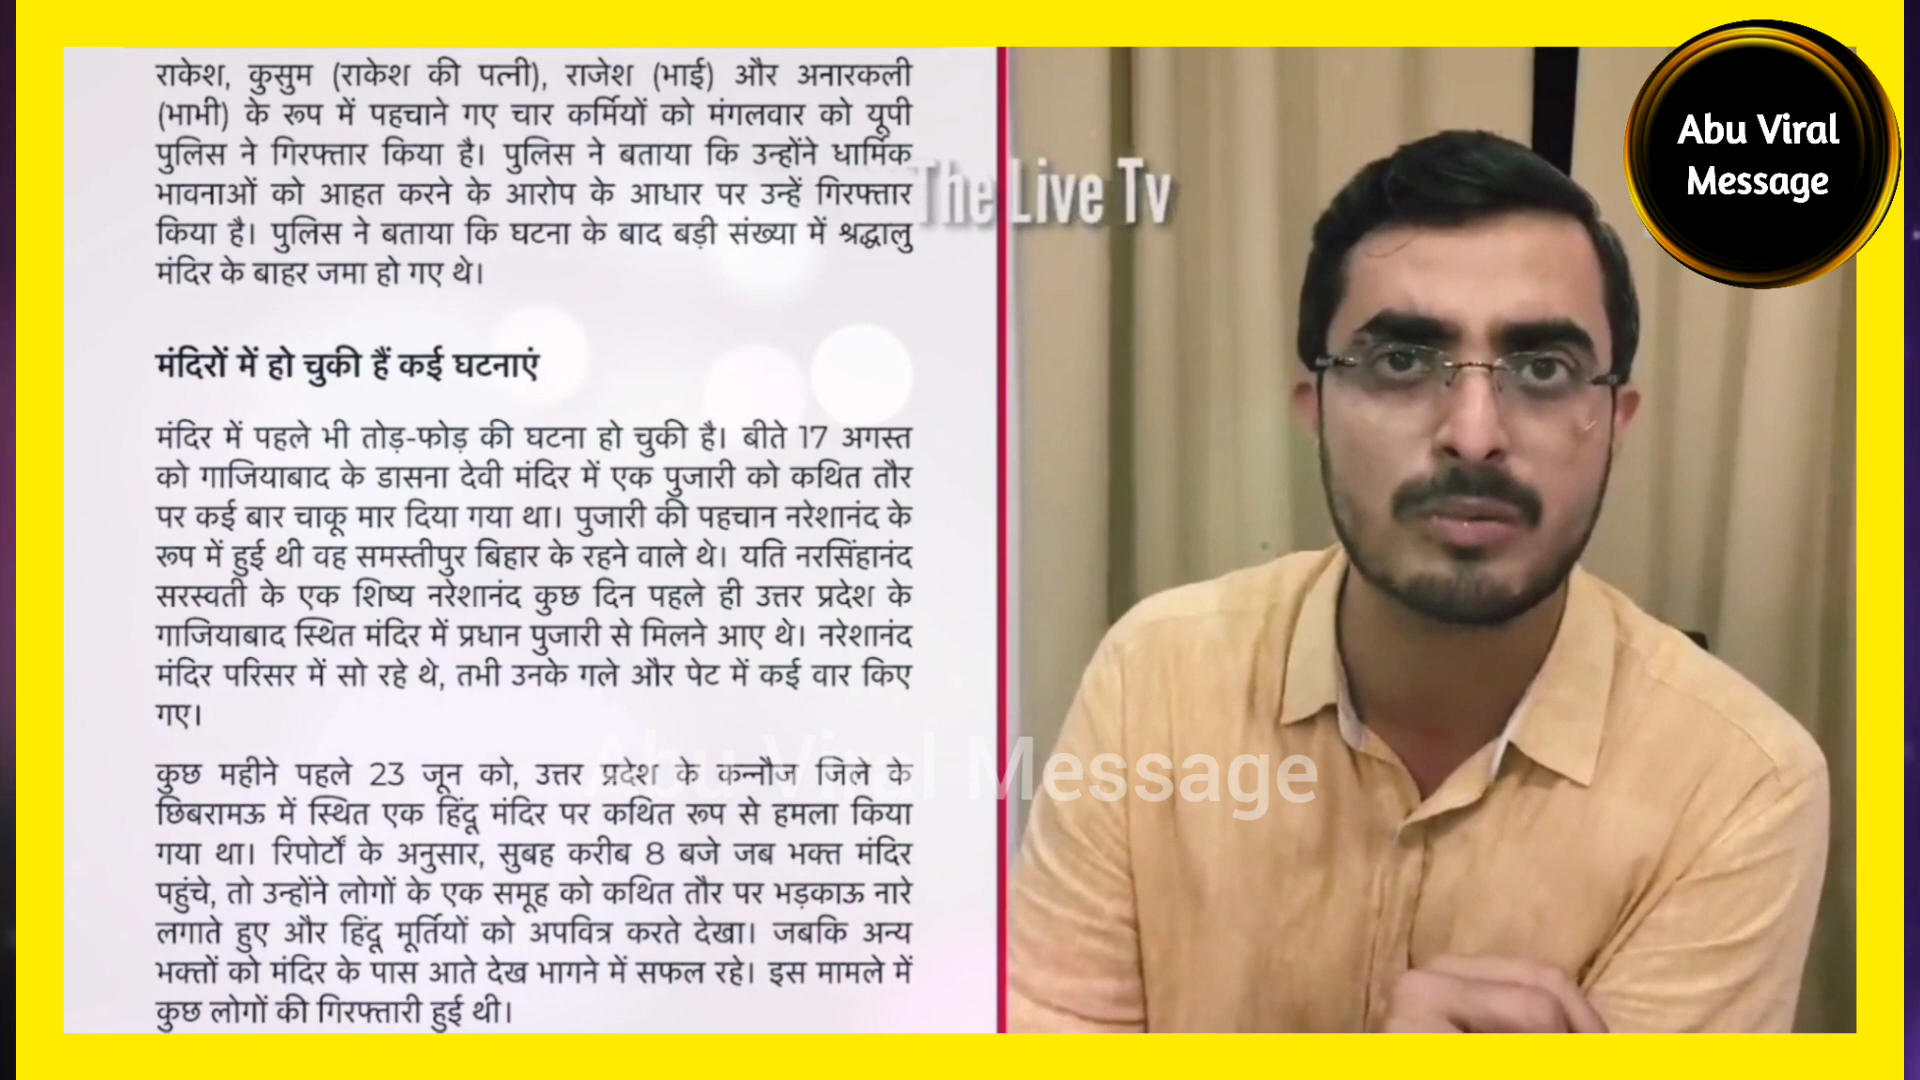 राकेश, कुसुम (राकेश की पत्नी), राजेश (भाई) और अनारकली
(भाभी) के रूप में पहचाने गए चार कर्मियों को मंगलवार को यूपी
पुलिस ने गिरफ्तार किया है। पुलिस ने बताया कि उन्होंने धार्मिक
भावनाओं को आहत करने के आरोप के आधार पर उन्हें गिरफ्तार
किया है। पुलिस ने बताया कि घटना के बाद बड़ी संख्या में श्रद्धालु
मंदिर के बाहर जमा हो गए थे।
मंदिरों में हो चुकी हैं कई घटनाएं
मंदिर में पहले भी तोड़-फोड़ की घटना हो चुकी है। बीते 17 अगस्त
को गाजियाबाद के डासना देवी मंदिर में एक पुजारी को कथित तौर
पर कई बार चाकू मार दिया गया था। पुजारी की पहचान नरेशानंद के
रूप में हुई थी वह समस्तीपुर बिहार के रहने वाले थे। यति नरसिंहानंद
सरस्वती के एक शिष्य नरेशानंद कुछ दिन पहले ही उत्तर प्रदेश के
गाजियाबाद स्थित मंदिर में प्रधान पुजारी से मिलने आए थे। नरेशानंद
मंदिर परिसर में सो रहे थे, तभी उनके गले और पेट में कई वार किए
गए।
कुछ महीने पहले 23 जून को, उत्तर प्रदेश के कन्नौज जिले के
छिबरामऊ में स्थित एक हिंदू मंदिर पर कथित रूप से हमला किया
गया था। रिपोर्टों के अनुसार, सुबह करीब 8 बजे जब भक्त मंदिर
पहुंचे, तो उन्होंने लोगों के एक समूह को कथित तौर पर भड़काऊ नारे
लगाते हुए और हिंदू मूर्तियों को अपवित्र करते देखा। जबकि अन्य
भक्तों को मंदिर के पास आते देख भागने में सफल रहे। इस मामले में
कुछ लोगों की गिरफ्तारी हुई थी।
The Live Tv
Abu Viral
Message
Abu Viral Message